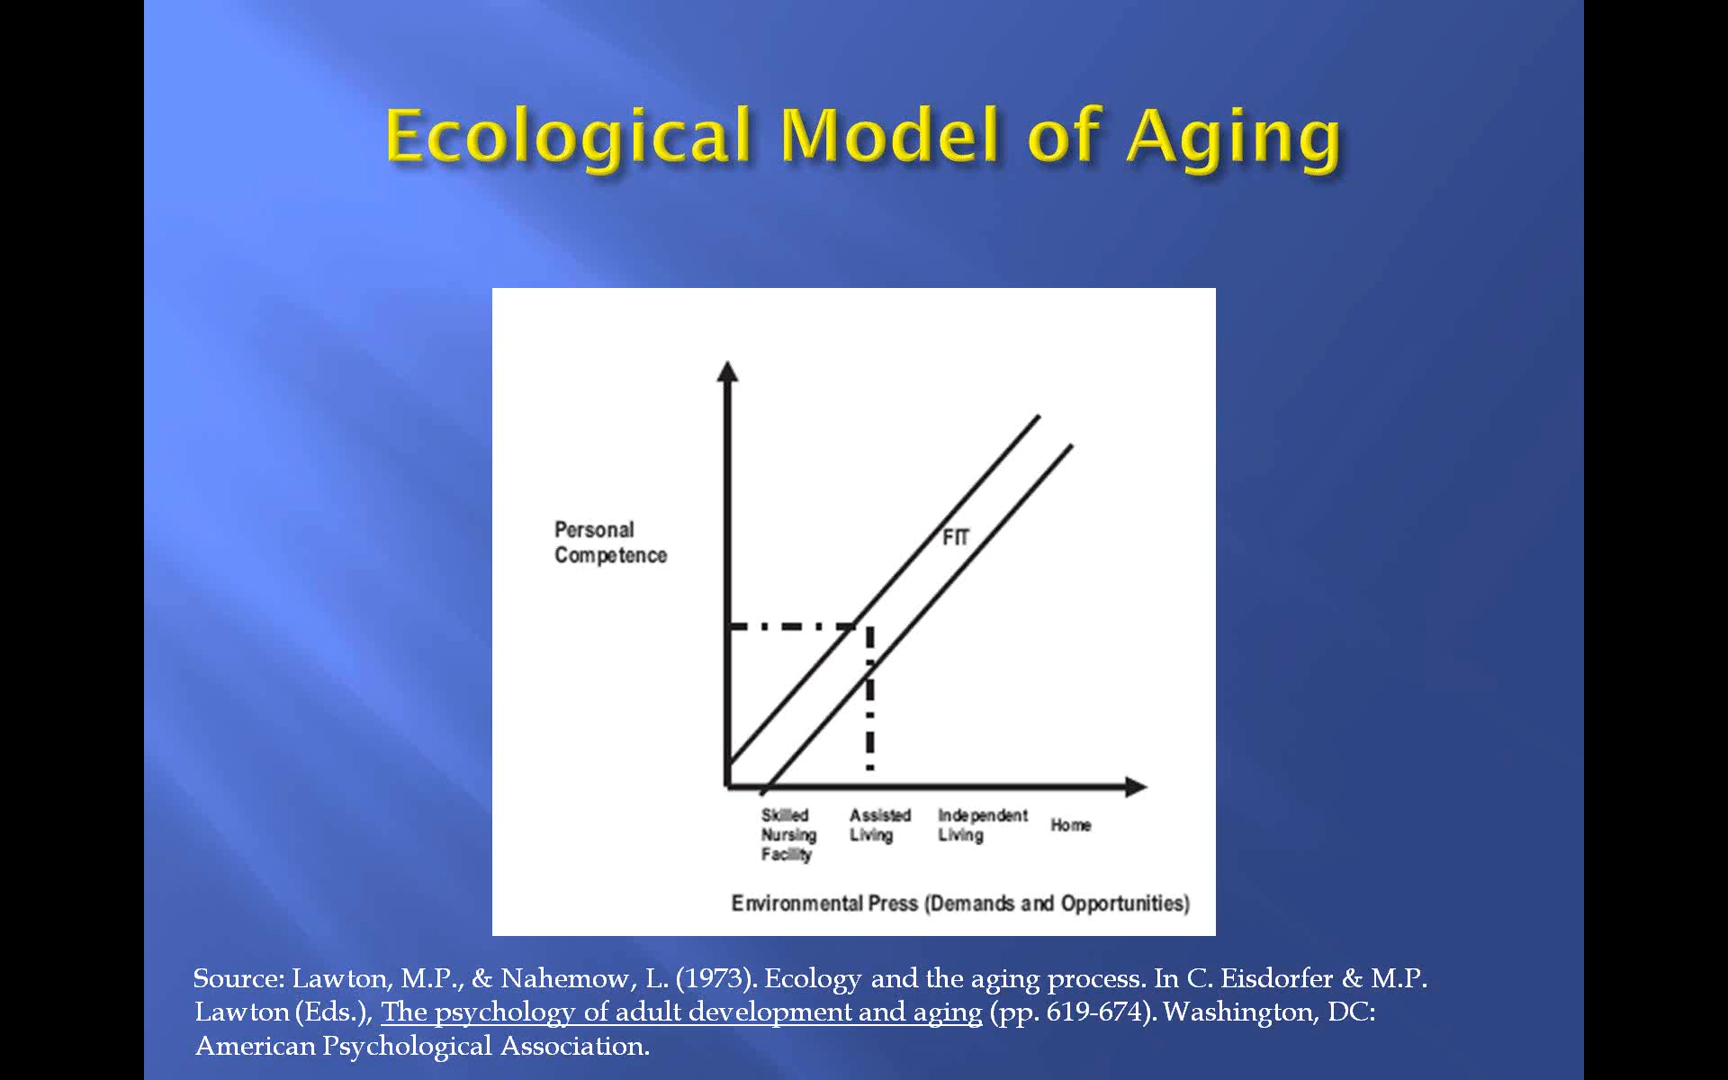 Ecological Model of Aging
Personal
Competence
FIT
Skilled
Nursing
Facility
Assisted
Living
Independent
Living
Home
Environmental Press (Demands and Opportunities)
Source: Lawton, M.P., & Nahemow, L. (1973). Ecology and the aging process. In C. Eisdorfer & M.P.
Lawton (Eds.), The psychology of adult development and aging (pp. 619-674). Washington, DC:
American Psychological Association.